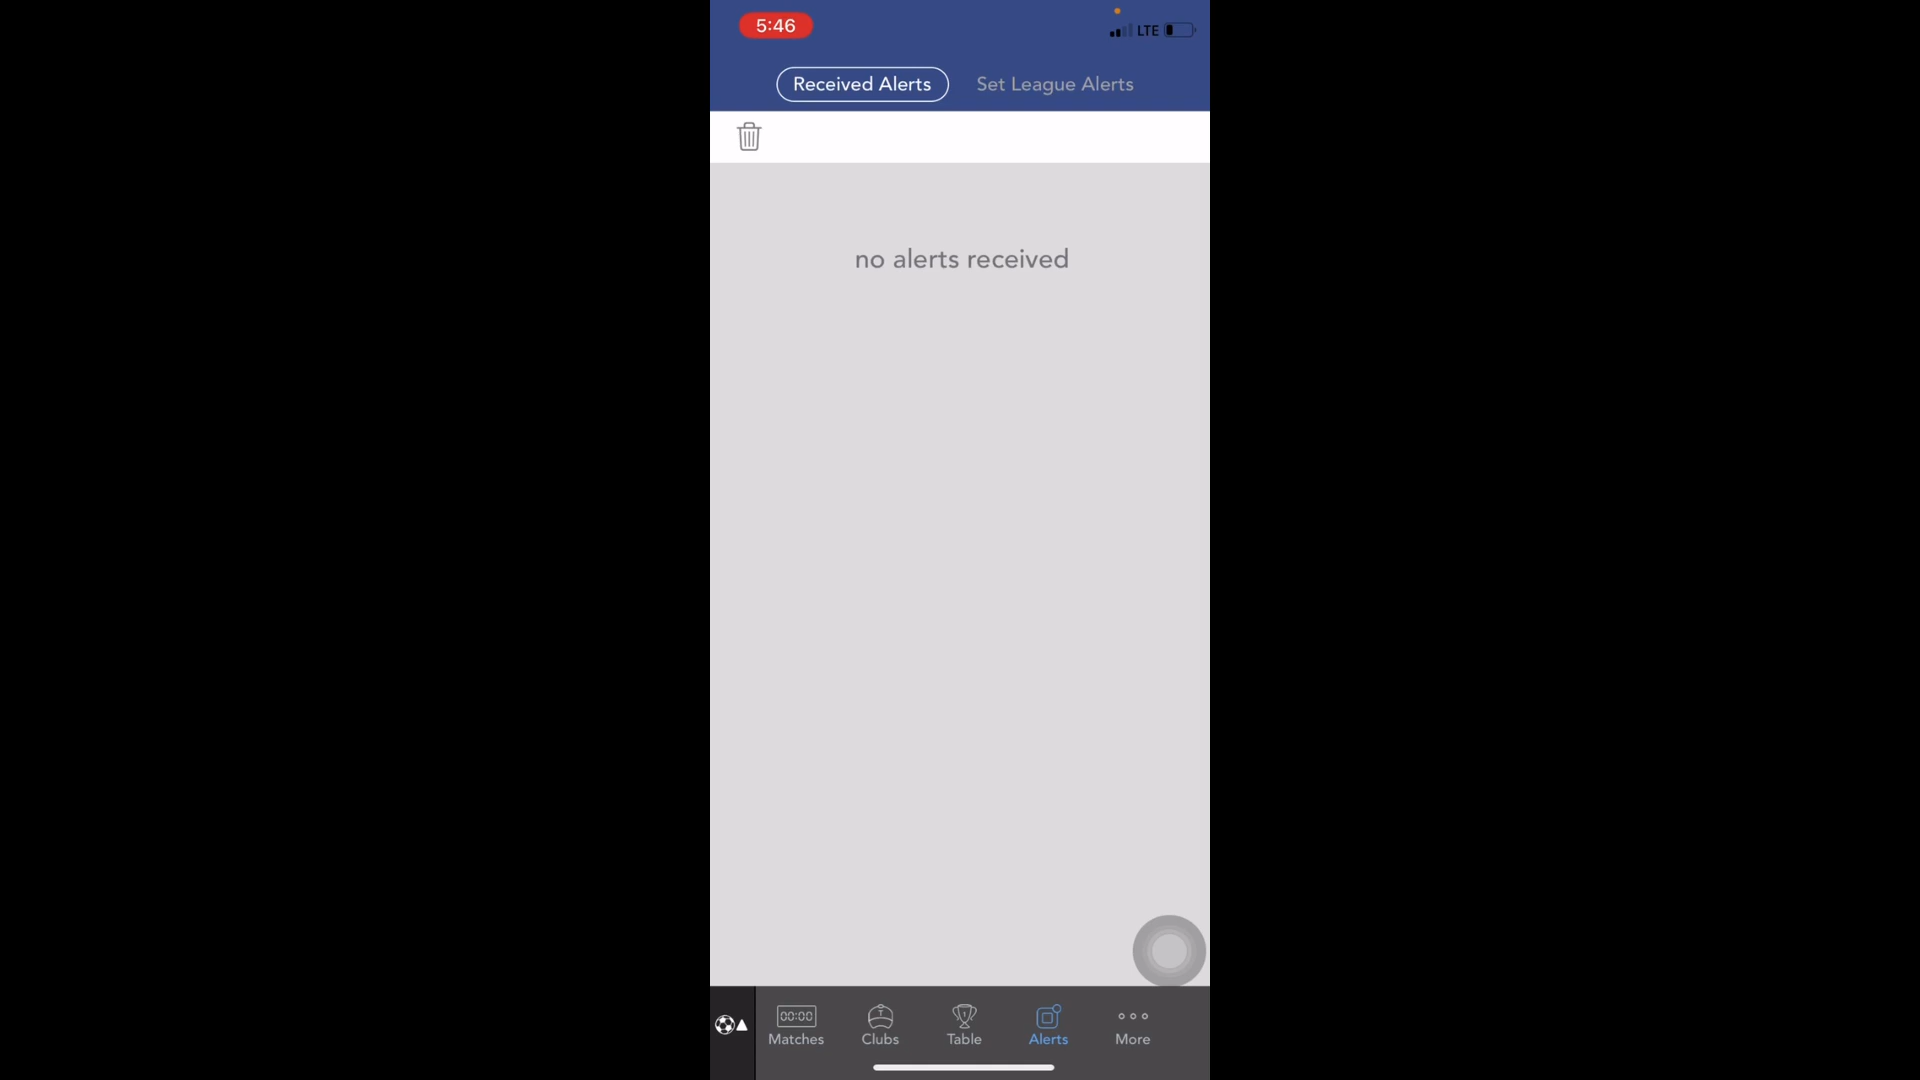 5:46
LTE
Received Alerts
Set League Alerts
no alerts received
00:00
Matches
Clubs
Table
Alerts
More